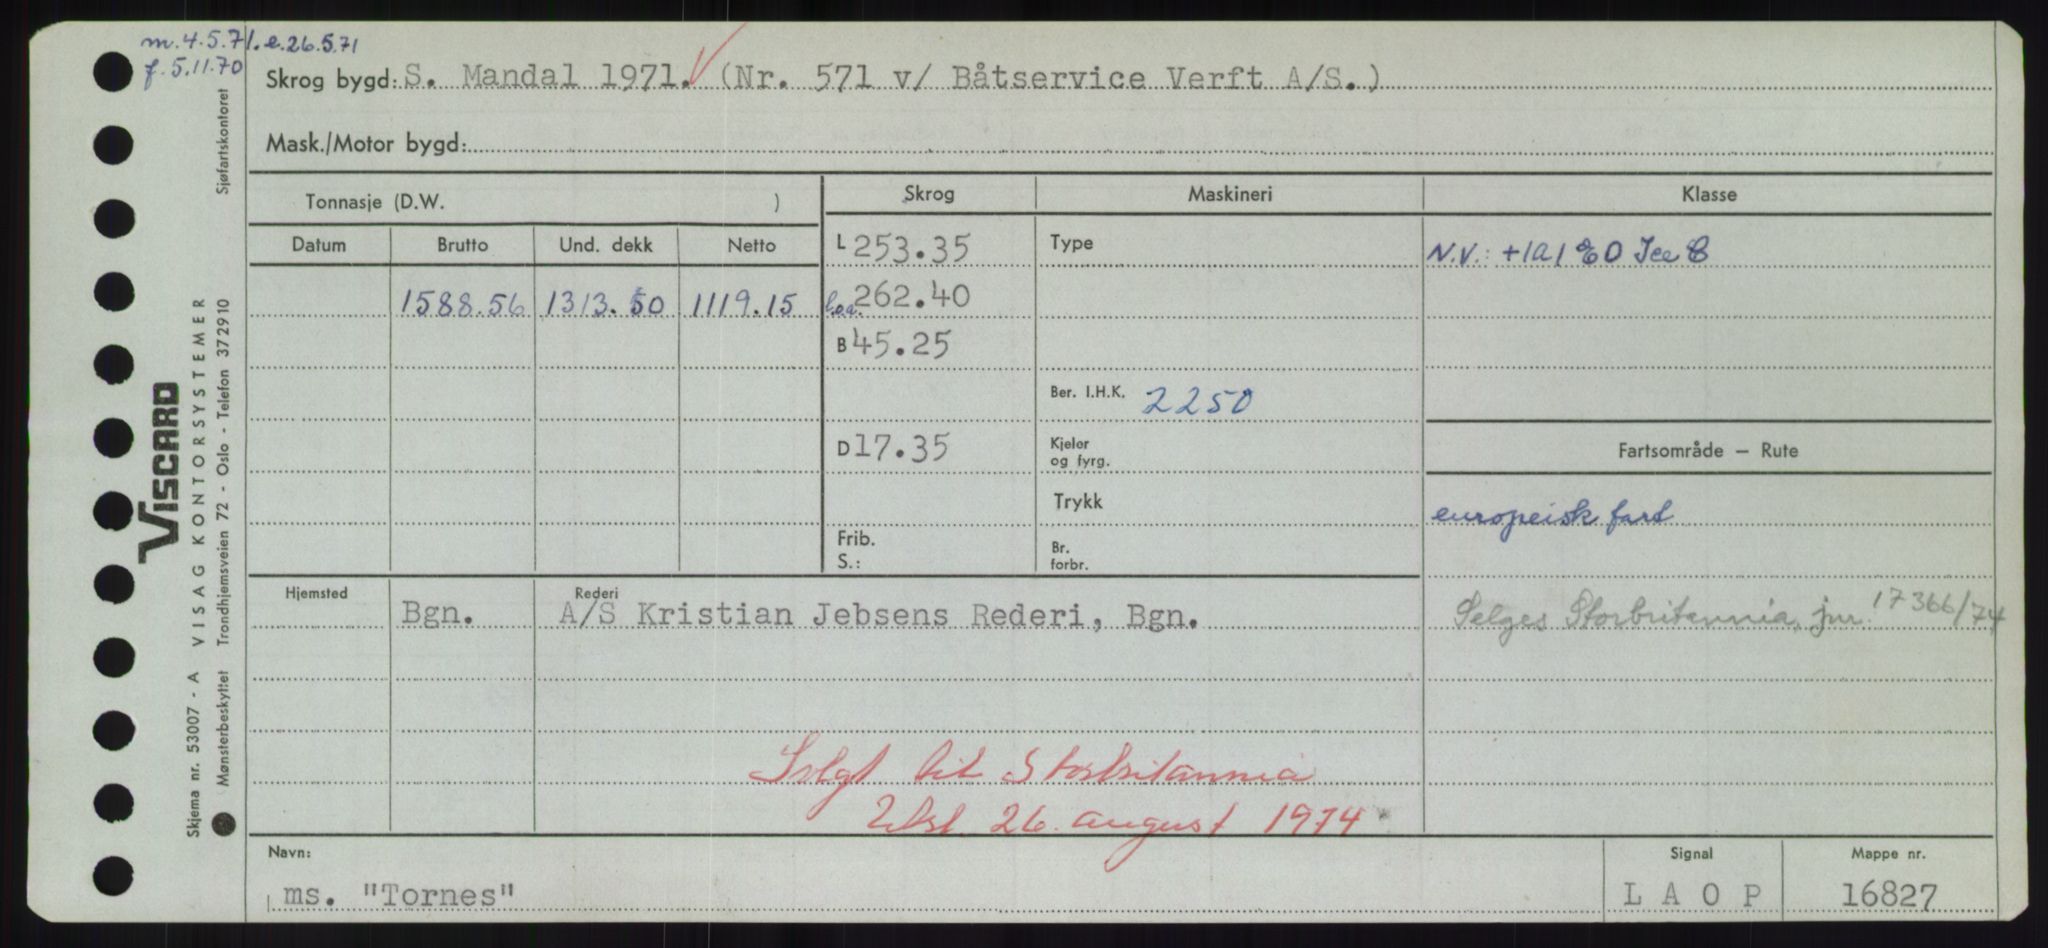 m. 4.5.71. e. 26.5.71
f. 5.11.70
Skrog bygd: S. Mandal 1971. (Nr. 571 v/ Båtservice Verft A/S.)
Mask./Motor bygd:
Tonnasje (D.W. )
Skrog
Maskineri
Klasse
Datum Brutto Und. dekk Netto
L 253.35
Type
N.V.: +1A1 Ice C
1588.56 1313.50 1119.15
l.o.a. 262.40
B 45.25
Ber. I.H.K. 2250
D 17.35
Kjeler
og fyrg.
Fartsområde – Rute
Trykk
europeisk fart
Frib.
S.:
Br.
forbr.
Hjemsted
Bgn.
Rederi
A/S Kristian Jebsens Rederi, Bgn.
Selges Storbritannia, jnr. 17366/74
Solgt til Storbritannia
Utsl. 26. august 1974
Navn:
ms. "Tornes"
Signal
LAOP
Mappe nr.
16827
VISCARD
Skjema nr. 53007 - A VISAG KONTORSYSTEMER
Mønsterbeskyttet Trondhjemsveien 72 - Oslo - Telefon 372910 Sjøfartskontoret